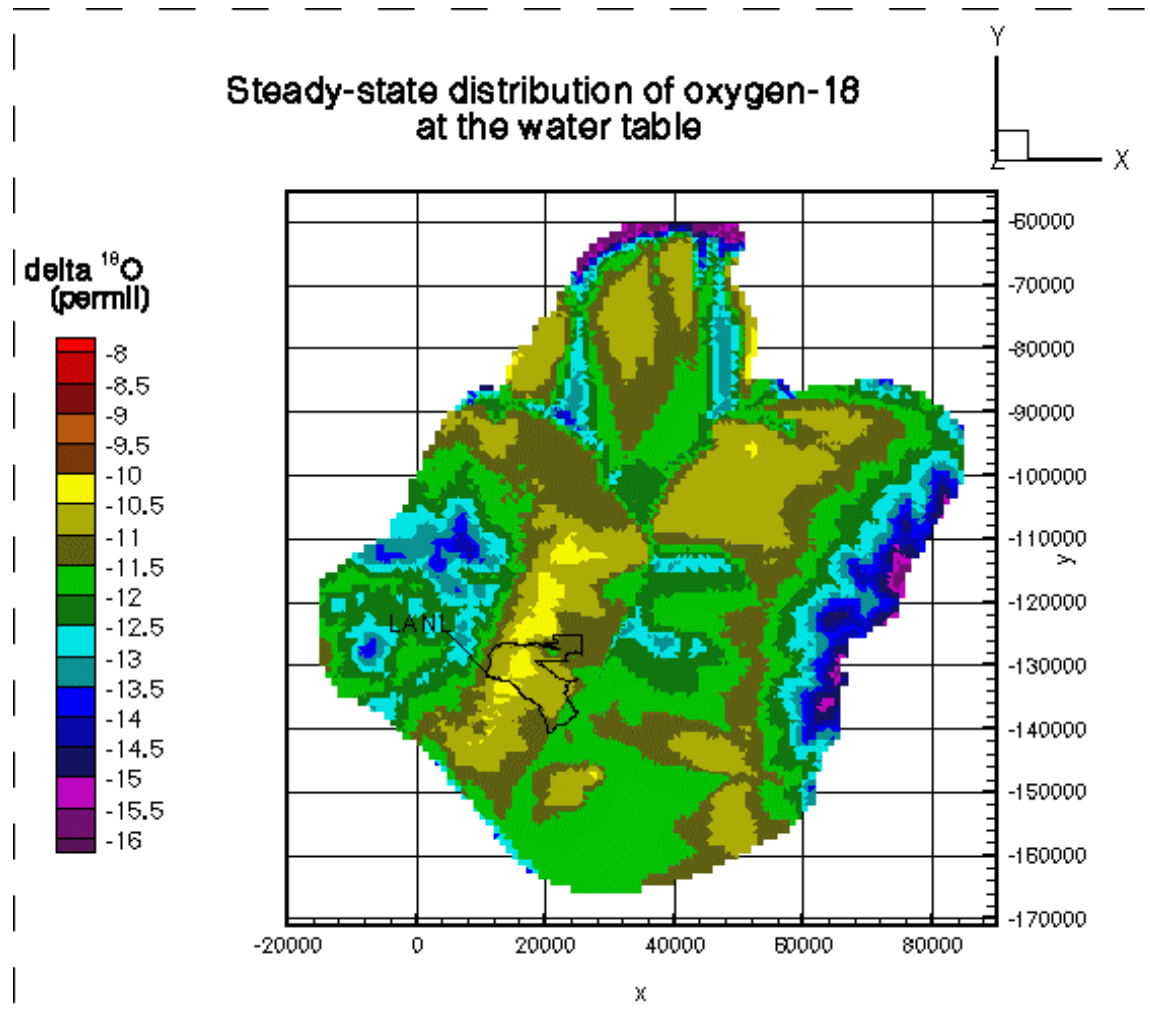 Y
Steady-state distribution of oxygen-18
at the water table
Z
X
delta ¹⁸O
(permil)
-8
-8.5
-9
-9.5
-10
-10.5
-11
-11.5
-12
-12.5
-13
-13.5
-14
-14.5
-15
-15.5
-16
LANL
-60000
-70000
-80000
-90000
-100000
-110000
y
-120000
-130000
-140000
-150000
-160000
-170000
-20000 0 20000 40000 60000 80000
x